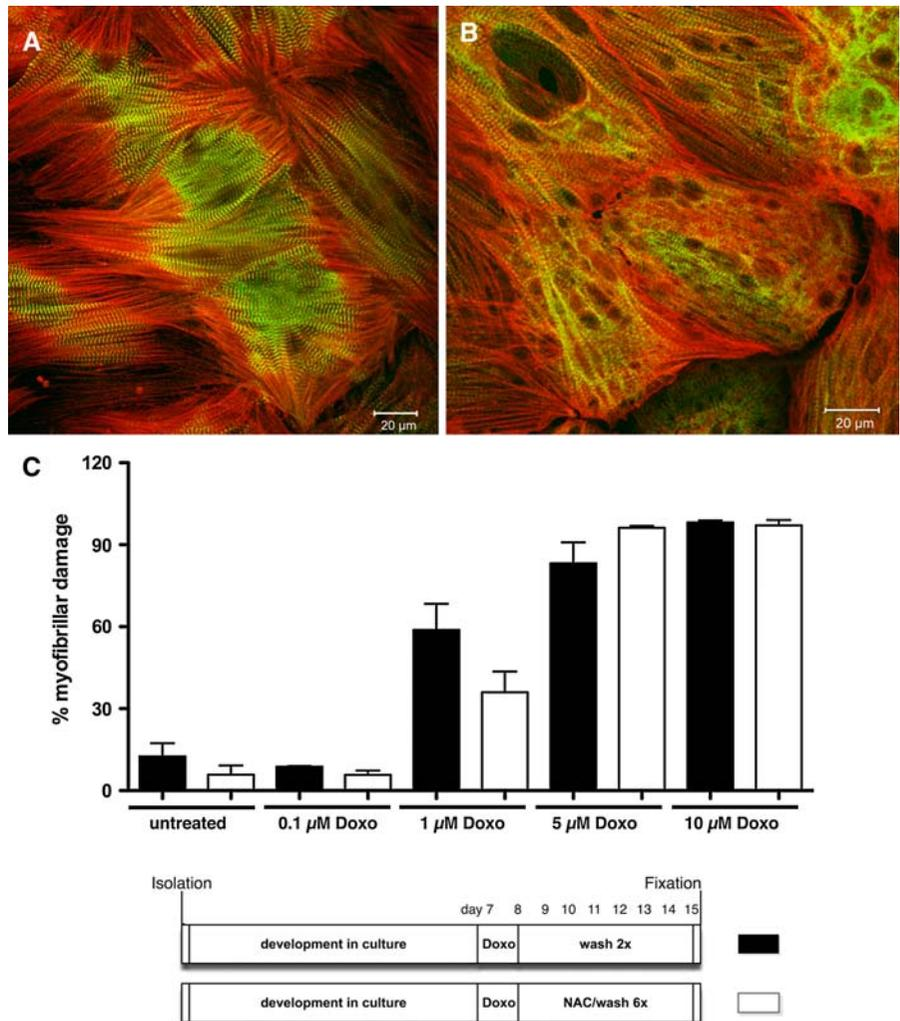 A
B
20 µm
20 µm
C
120
90
60
30
0
% myofibrillar damage
untreated
0.1 µM Doxo
1 µM Doxo
5 µM Doxo
10 µM Doxo
Isolation
Fixation
day 7 8 9 10 11 12 13 14 15
development in culture
Doxo
wash 2x
development in culture
Doxo
NAC/wash 6x